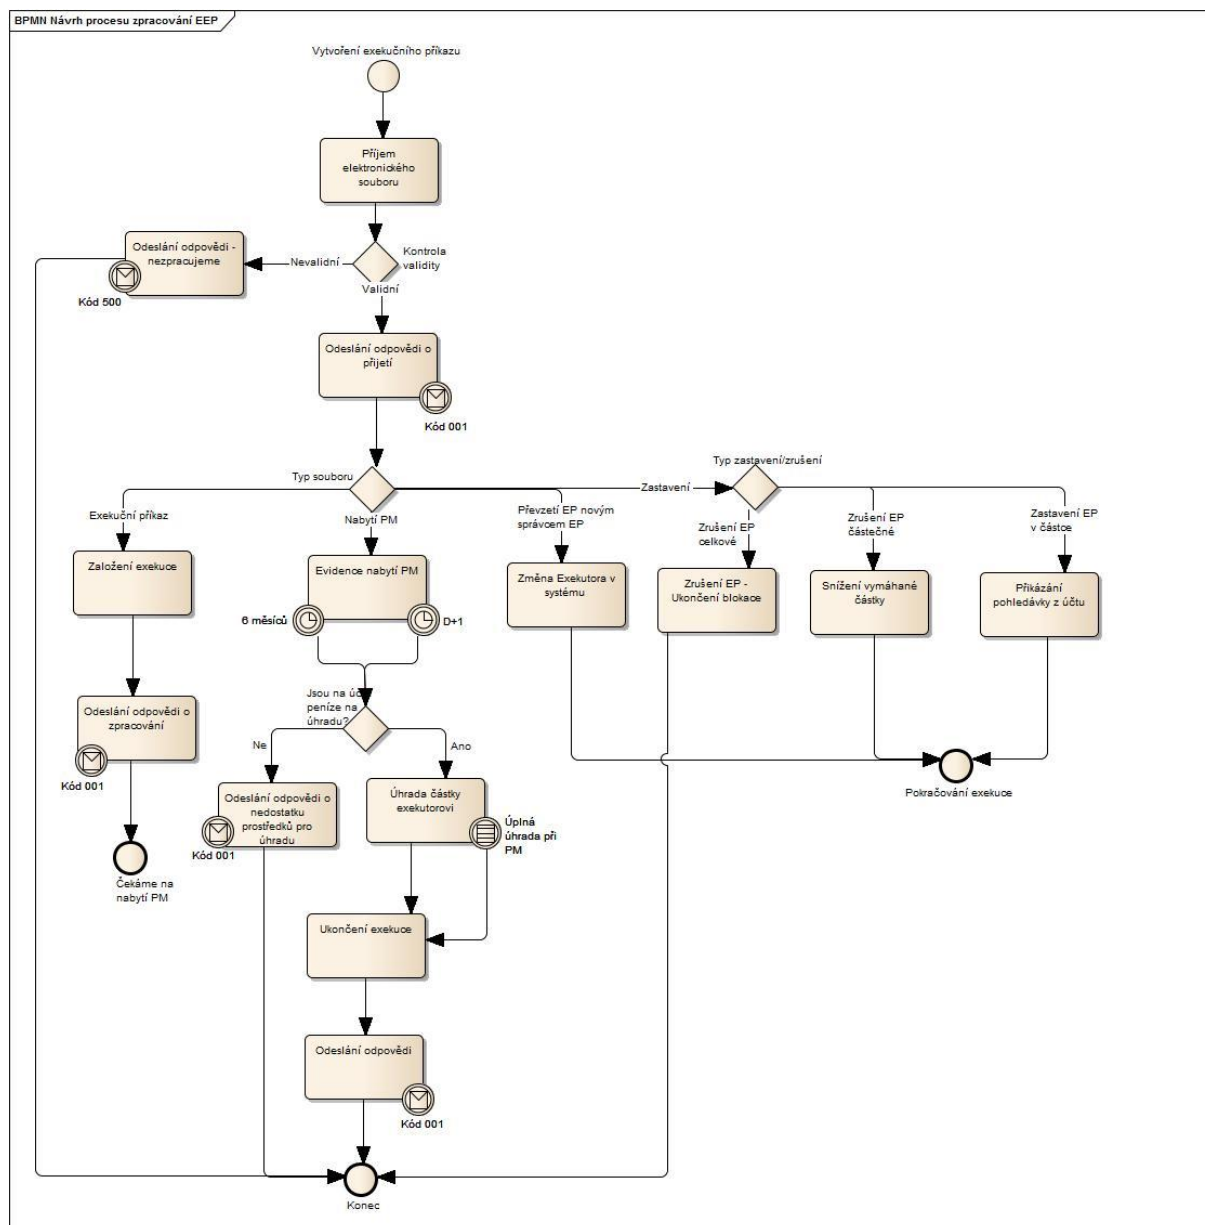 BPMN Návrh procesu zpracování EEP
Vytvoření exekučního příkazu
Příjem
elektronického
souboru
Odeslání odpovědi -
nezpracujeme
Kód 500
Nevalidní
Kontrola
validity
Validní
Odeslání odpovědi o
přijetí
Kód 001
Typ souboru
Exekuční příkaz
Nabytí PM
Převzetí EP novým
správcem EP
Zastavení
Typ zastavení/zrušení
Zrušení EP
celkové
Zrušení EP
částečné
Zastavení EP
v částce
Založení exekuce
Evidence nabytí PM
6 měsíců
D+1
Změna Exekutora v
systému
Zrušení EP -
Ukončení blokace
Snížení vymáhané
částky
Přikázání
pohledávky z účtu
Odeslání odpovědi o
zpracování
Kód 001
Jsou na úč
peníze na
úhradu?
Ne
Ano
Odeslání odpovědi o
nedostatku
prostředků pro
úhradu
Kód 001
Úhrada částky
exekutorovi
Úplná
úhrada při
PM
Pokračování exekuce
Čekáme na
nabytí PM
Ukončení exekuce
Odeslání odpovědi
Kód 001
Konec